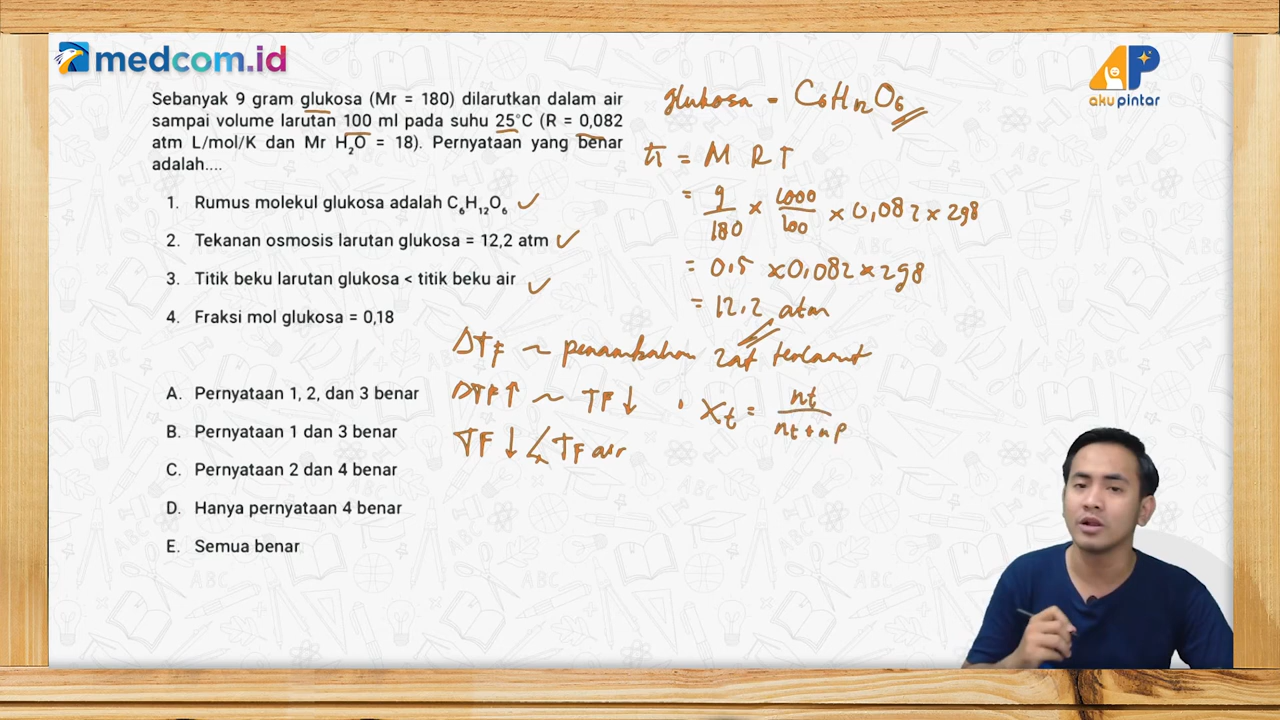 medcom.id
AP
aku pintar
Sebanyak 9 gram glukosa (Mr = 180) dilarutkan dalam air
sampai volume larutan 100 ml pada suhu 25°C (R = 0,082
atm L/mol/K dan Mr H₂O = 18). Pernyataan yang benar
adalah....
1. Rumus molekul glukosa adalah C₆H₁₂O₆ ✓
2. Tekanan osmosis larutan glukosa = 12,2 atm ✓
3. Titik beku larutan glukosa < titik beku air ✓
4. Fraksi mol glukosa = 0,18
A. Pernyataan 1, 2, dan 3 benar
B. Pernyataan 1 dan 3 benar
C. Pernyataan 2 dan 4 benar
D. Hanya pernyataan 4 benar
E. Semua benar
glukosa = C6H12O6
π = M R T
= 9/180 × 1000/100 × 0,082 × 298
= 0.5 × 0,082 × 298
= 12.2 atm
ΔTf ~ penambahan zat terlarut
ΔTF ↑ ~ TF ↓
TF ↓ < TF air
Xt = nt/nt + np
ABC